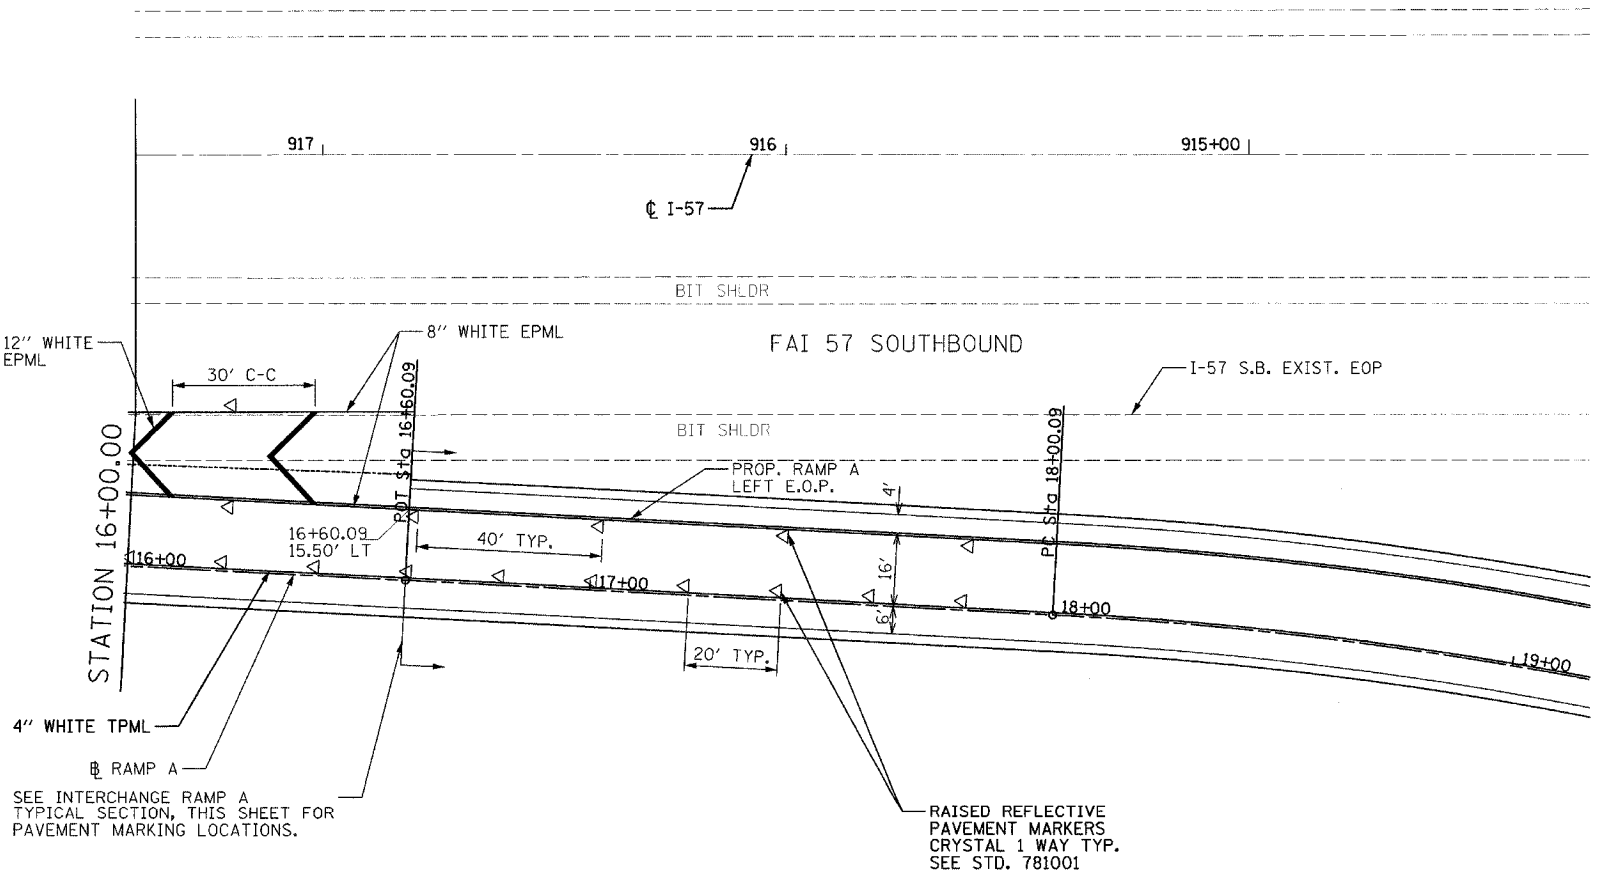 917
916
915+00
℄ I-57
BIT SHLDR
FAI 57 SOUTHBOUND
8'' WHITE EPML
12'' WHITE
EPML
30' C-C
I-57 S.B. EXIST. EOP
BIT SHLDR
STATION 16+00.00
POT Sta 16+60.09
PC Sta 18+00.09
PROP. RAMP A
LEFT E.O.P.
4'
16+60.09
15.50' LT
40' TYP.
16'
16+00
17+00
18+00
19+00
6'
20' TYP.
4'' WHITE TPML
BL RAMP A
SEE INTERCHANGE RAMP A
TYPICAL SECTION, THIS SHEET FOR
PAVEMENT MARKING LOCATIONS.
RAISED REFLECTIVE
PAVEMENT MARKERS
CRYSTAL 1 WAY TYP.
SEE STD. 781001